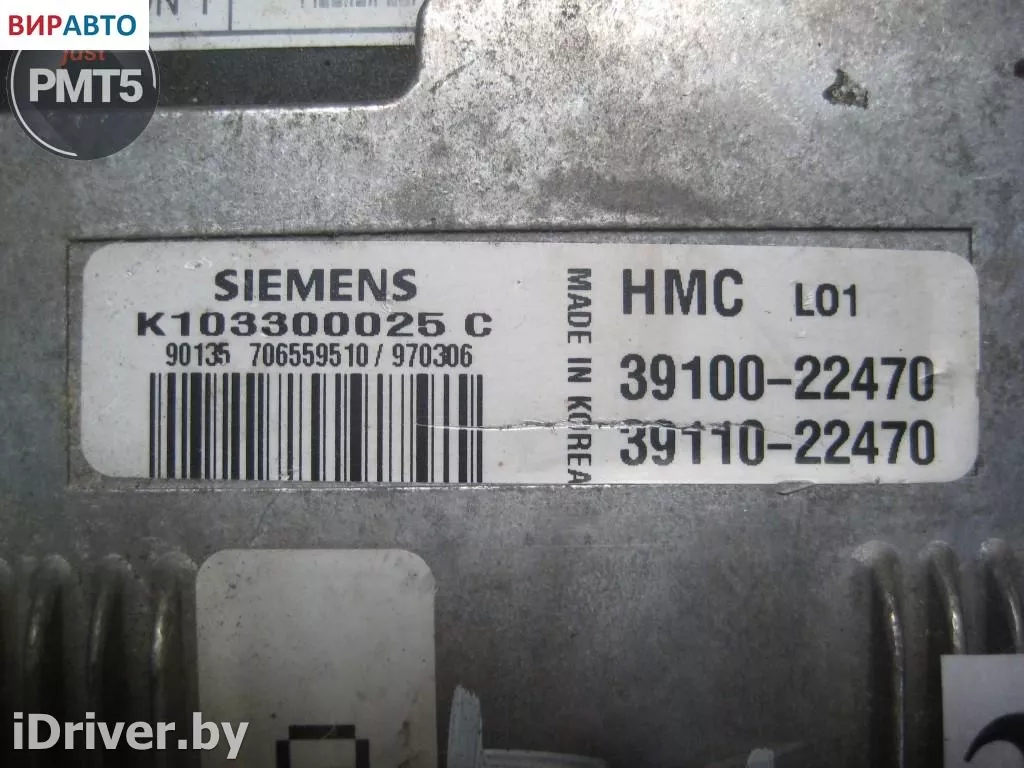 ВИРАВТО
just
PMT5
SIEMENS
K103300025 C
90135 706559510/970306
MADE IN KOREA
HMC L01
39100-22470
39110-22470
iDriver.by